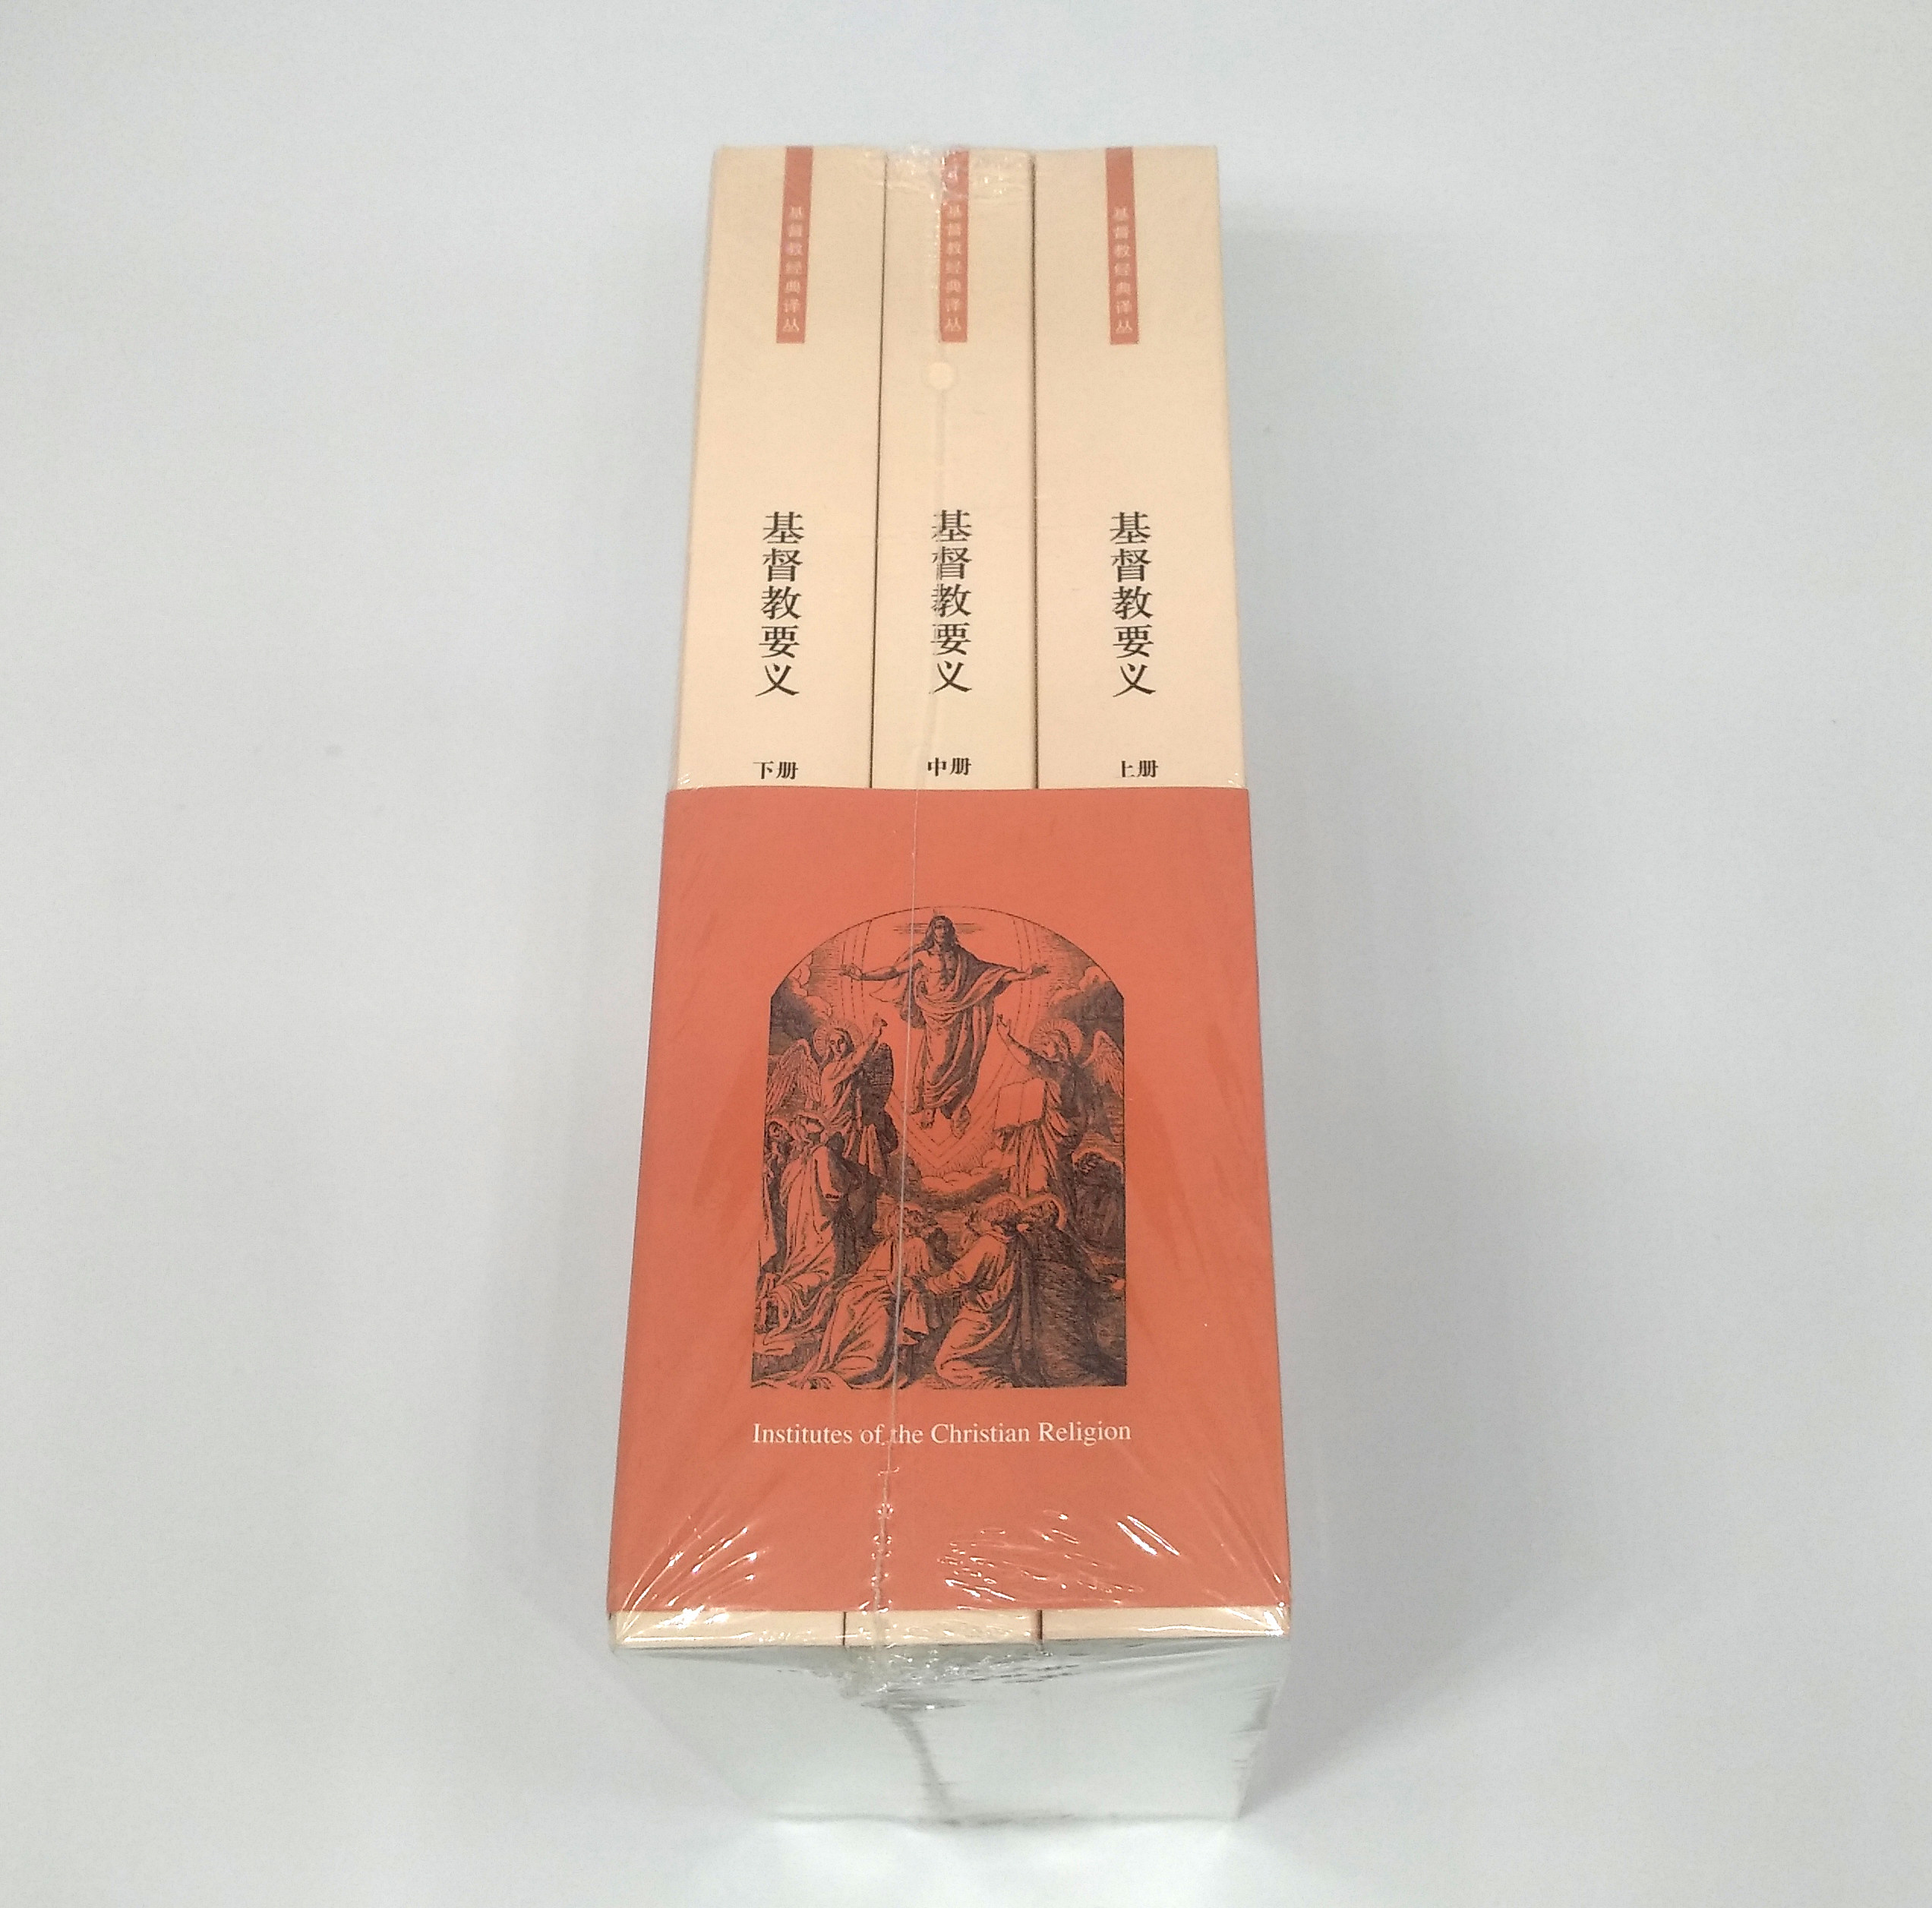 基督教经典译丛
基督教要义
下册
基督教经典译丛
基督教要义
中册
基督教经典译丛
基督教要义
上册
Institutes of the Christian Religion